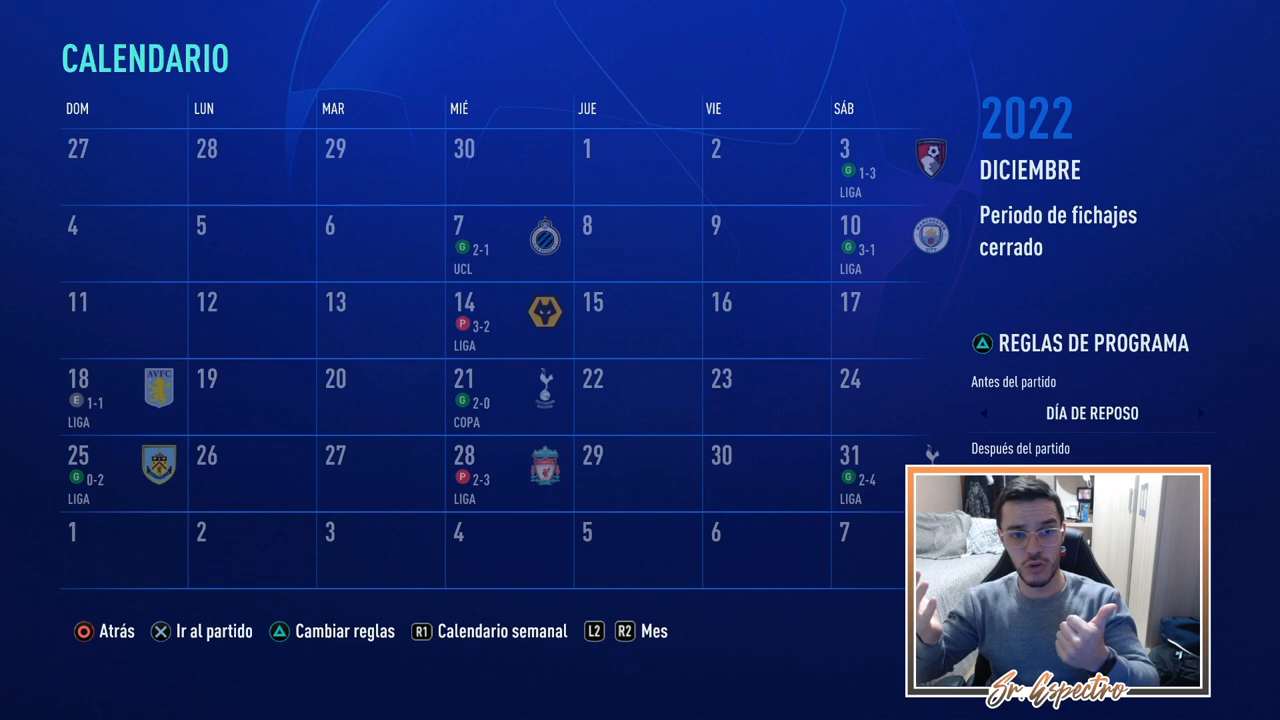 CALENDARIO
DOM LUN MAR MIÉ JUE VIE SÁB
2022
DICIEMBRE
Periodo de fichajes
cerrado
27 28 29 30 1 2 3
G 1-3
LIGA
4 5 6 7 8 9 10
G 2-1 G 3-1
UCL LIGA
MANCHESTER
CITY
11 12 13 14 15 16 17
P 3-2
LIGA
REGLAS DE PROGRAMA
Antes del partido
DÍA DE REPOSO
Después del partido
18 19 20 21 22 23 24
E 1-1 G 2-0
LIGA COPA
AVFC
25 26 27 28 29 30 31
G 0-2 P 2-3 G 2-4
LIGA LIGA LIGA
1 2 3 4 5 6 7
Atrás Ir al partido Cambiar reglas R1 Calendario semanal L2 R2 Mes
Sr. Espectro